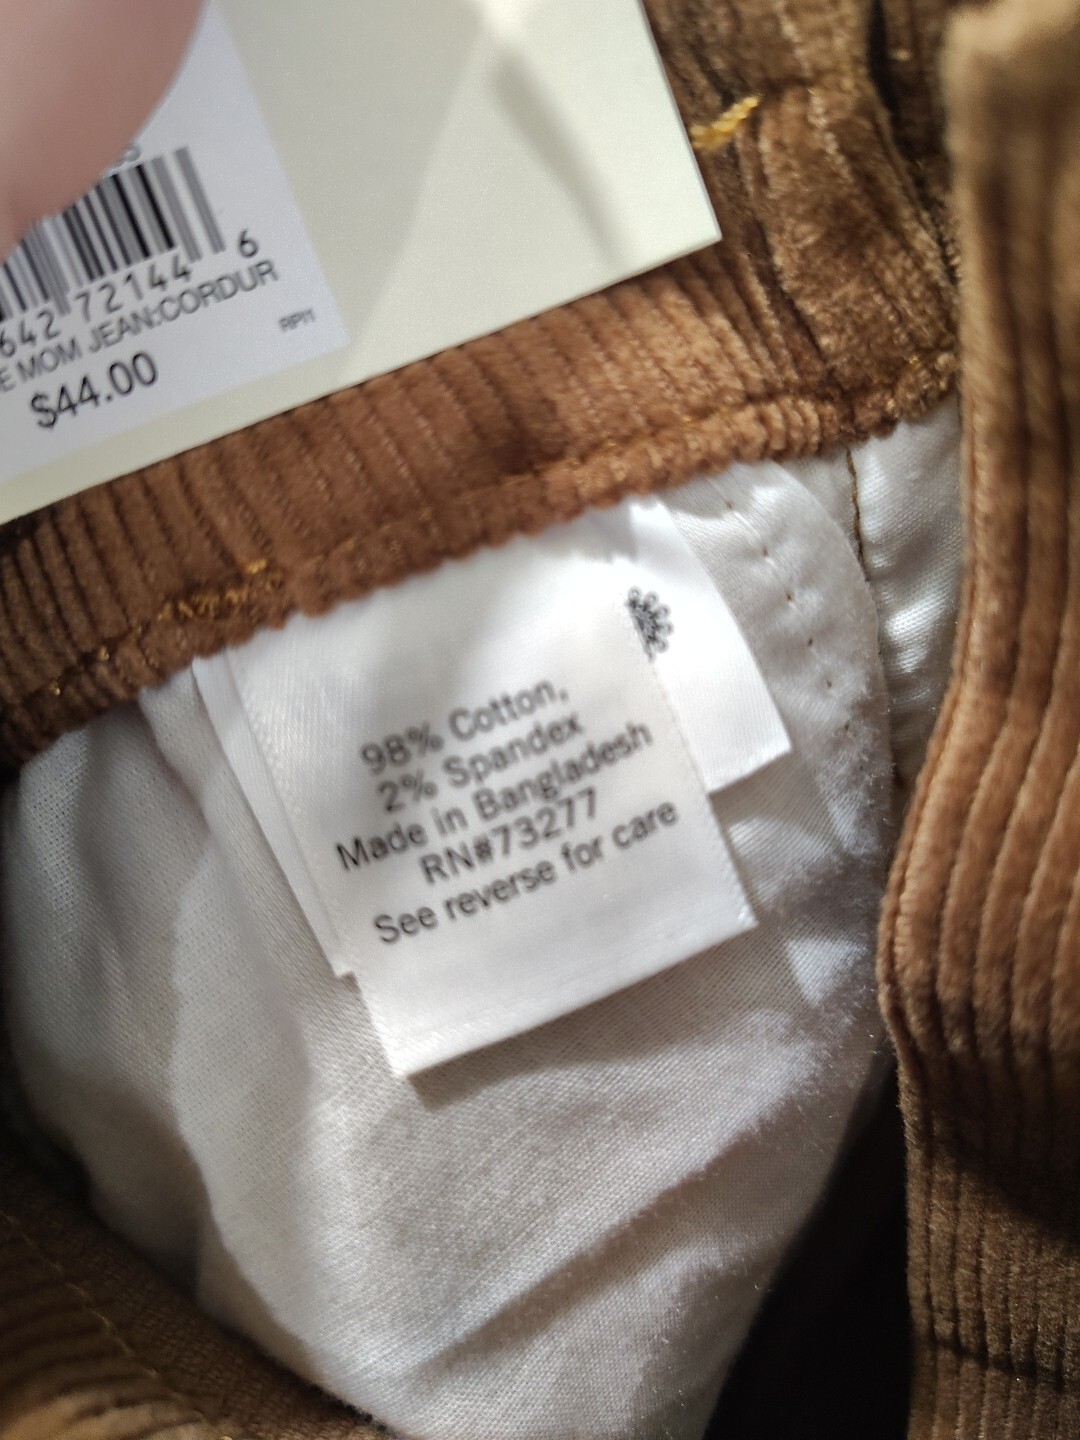 642 72144 6
E MOM JEAN:CORDUR
RPI1
$44.00
98% Cotton,
2% Spandex
Made in Bangladesh
RN#73277
See reverse for care